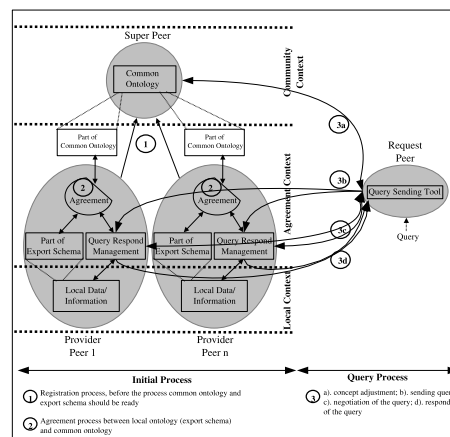 Super Peer
Common
Ontology
Community
Context
Part of
Common Ontology
Part of
Common Ontology
1
3a
Request
Peer
3b
Query Sending Tool
Query
2
Agreement
2
Agreement
Agreement Context
3c
Part of
Export Schema
Query Respond
Management
Part of
Export Schema
Query Respond
Management
3d
Local Data/
Information
Local Data/
Information
Local Context
Provider
Peer 1
Provider
Peer n
Initial Process
Query Process
1 Registration process, before the process common ontology and
export schema should be ready
2 Agreement process between local ontology (export schema)
and common ontology
3 a). concept adjustment; b). sending que
c). negotiation of the query; d). respond
of the query